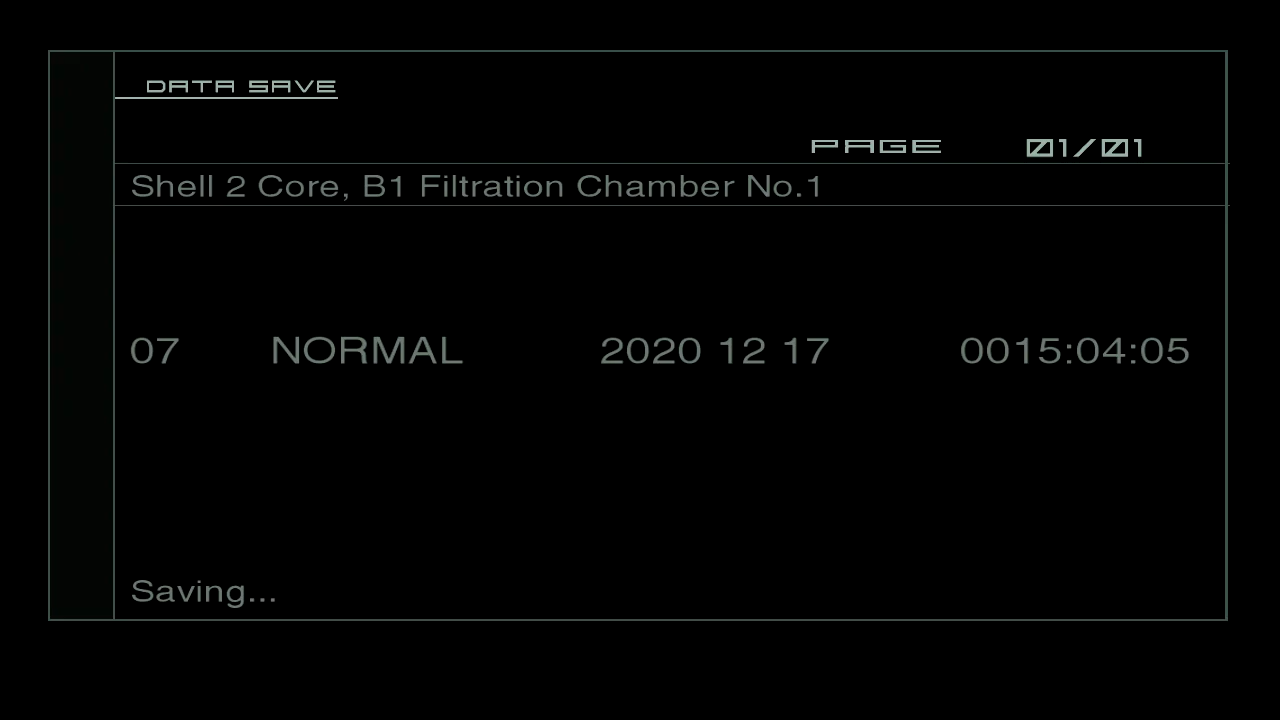 DATA SAVE
PAGE 01/01
Shell 2 Core, B1 Filtration Chamber No.1
07 NORMAL 2020 12 17 0015:04:05
Saving...